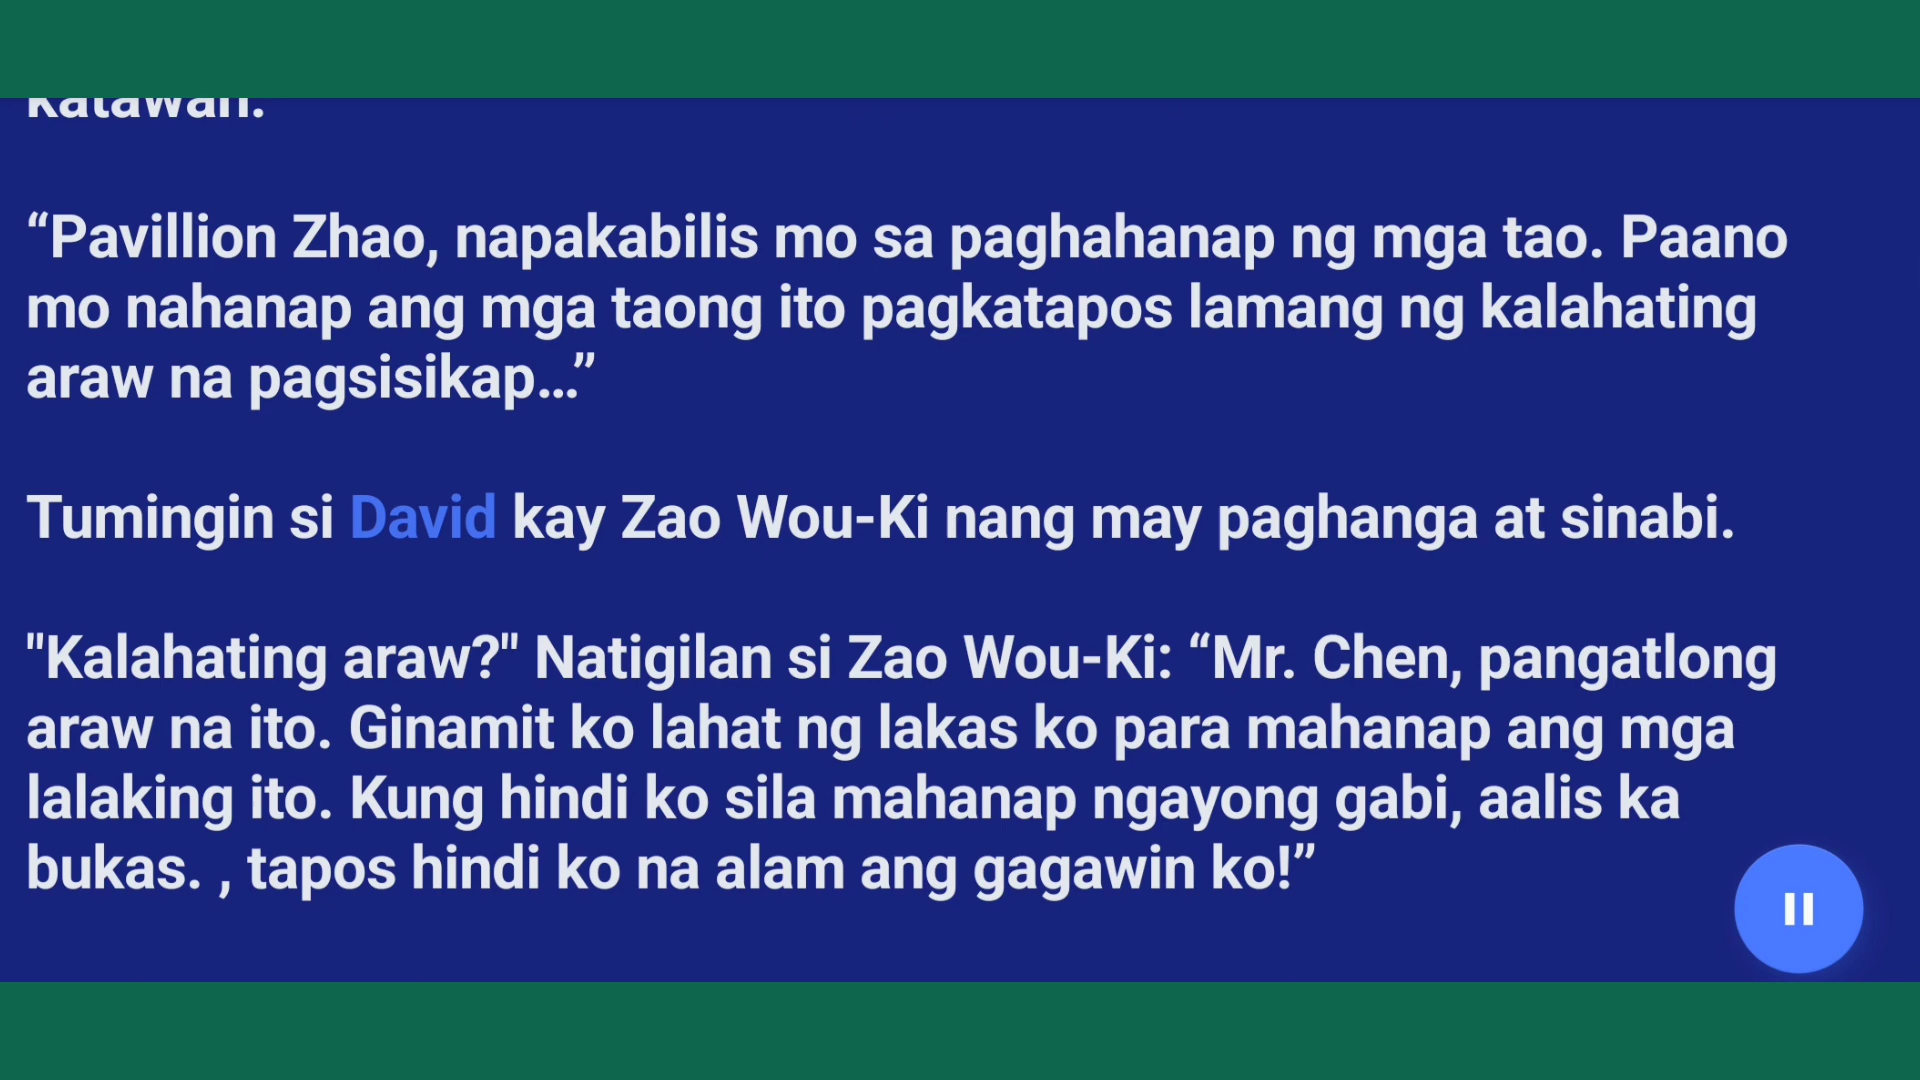 katawan.
“Pavillion Zhao, napakabilis mo sa paghahanap ng mga tao. Paano
mo nahanap ang mga taong ito pagkatapos lamang ng kalahating
araw na pagsisikap...”
Tumingin si David kay Zao Wou-Ki nang may paghanga at sinabi.
"Kalahating araw?" Natigilan si Zao Wou-Ki: “Mr. Chen, pangatlong
araw na ito. Ginamit ko lahat ng lakas ko para mahanap ang mga
lalaking ito. Kung hindi ko sila mahanap ngayong gabi, aalis ka
bukas. , tapos hindi ko na alam ang gagawin ko!”